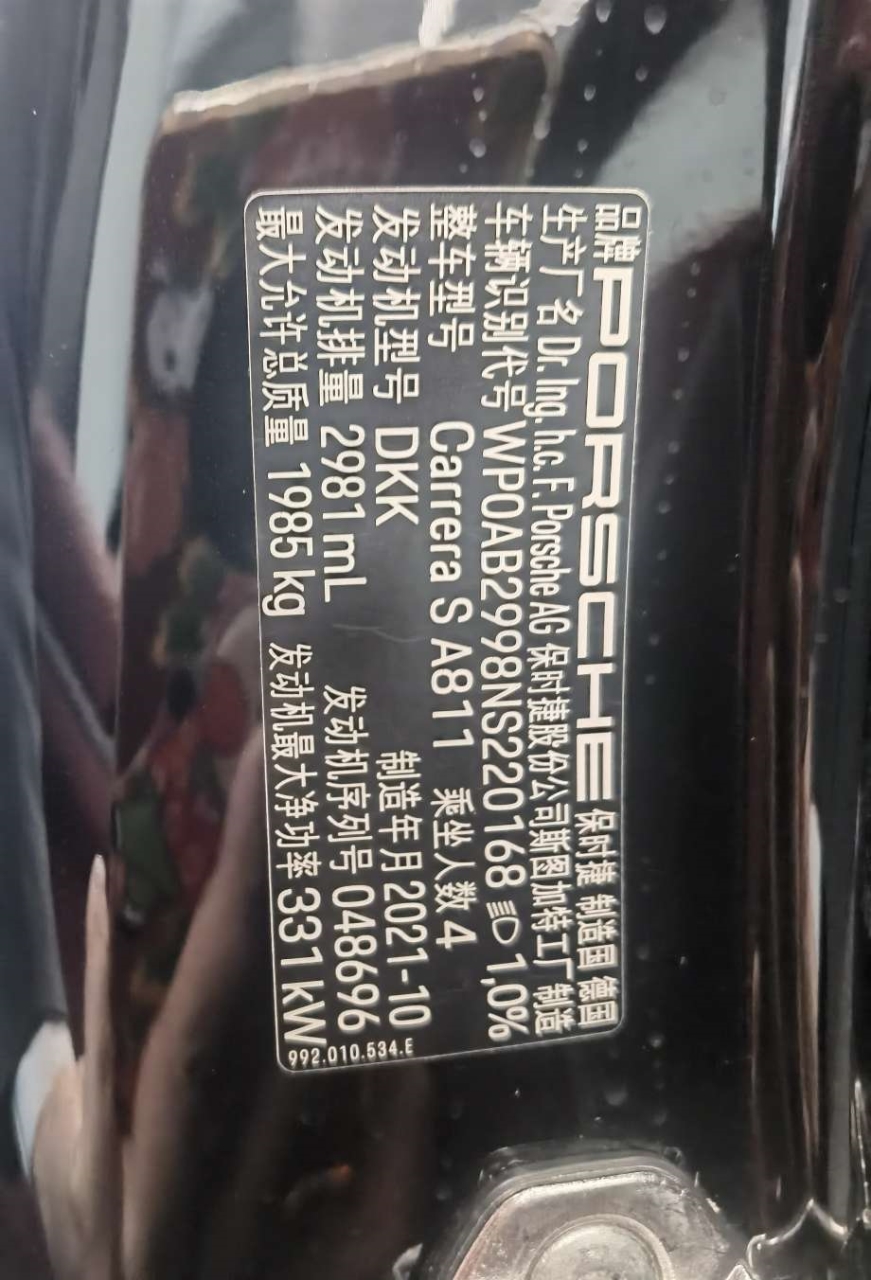 品牌 PORSCHE 保时捷 制造国 德国
生产厂名 Dr. Ing. h.c. F. Porsche AG 保时捷股份公司斯图加特工厂制造
车辆识别代号 WP0AB2998NS220168 1,0%
整车型号 Carrera S A811 乘坐人数 4
发动机型号 DKK 制造年月 2021-10
发动机排量 2981 mL 发动机序列号 048696
最大允许总质量 1985 kg 发动机最大净功率 331 kW
992.010.534.E